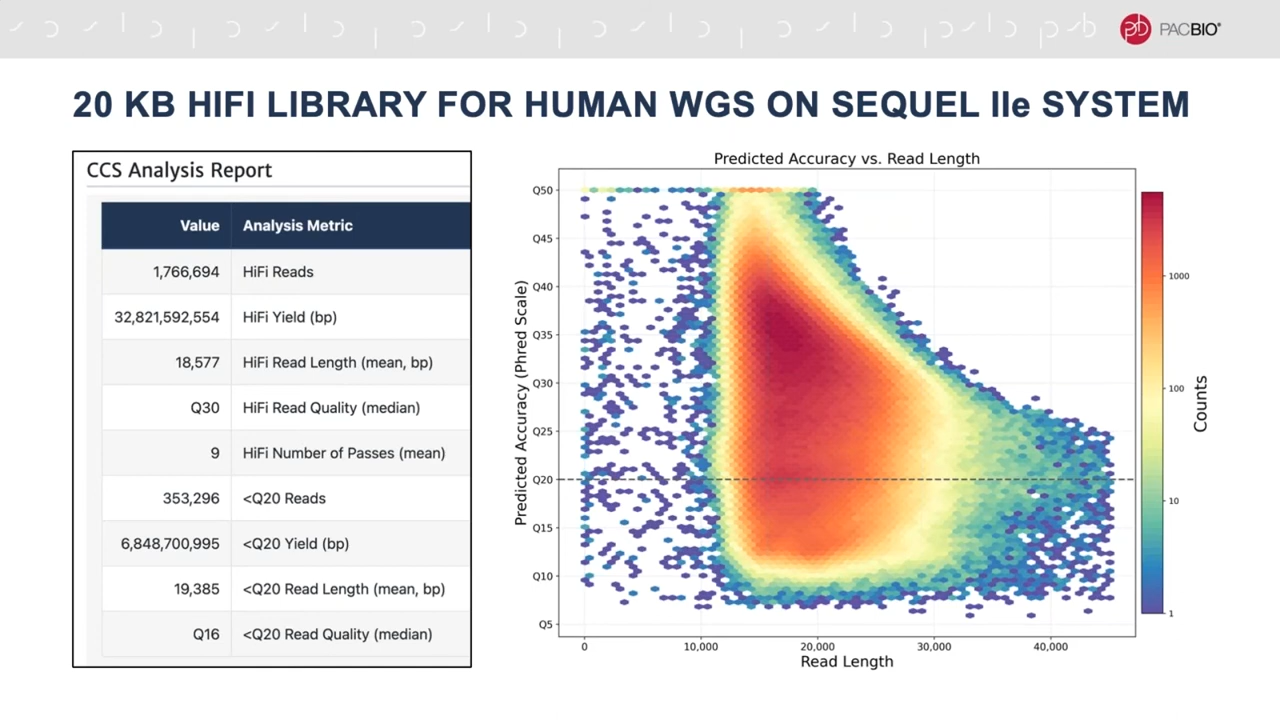 PACBIO®
20 KB HIFI LIBRARY FOR HUMAN WGS ON SEQUEL IIe SYSTEM
CCS Analysis Report
Value Analysis Metric
1,766,694 HiFi Reads
32,821,592,554 HiFi Yield (bp)
18,577 HiFi Read Length (mean, bp)
Q30 HiFi Read Quality (median)
9 HiFi Number of Passes (mean)
353,296 <Q20 Reads
6,848,700,995 <Q20 Yield (bp)
19,385 <Q20 Read Length (mean, bp)
Q16 <Q20 Read Quality (median)
Predicted Accuracy vs. Read Length
Predicted Accuracy (Phred Scale)
Q50
Q45
Q40
Q35
Q30
Q25
Q20
Q15
Q10
Q5
0 10,000 20,000 30,000 40,000
Read Length
1000
100
10
1
Counts